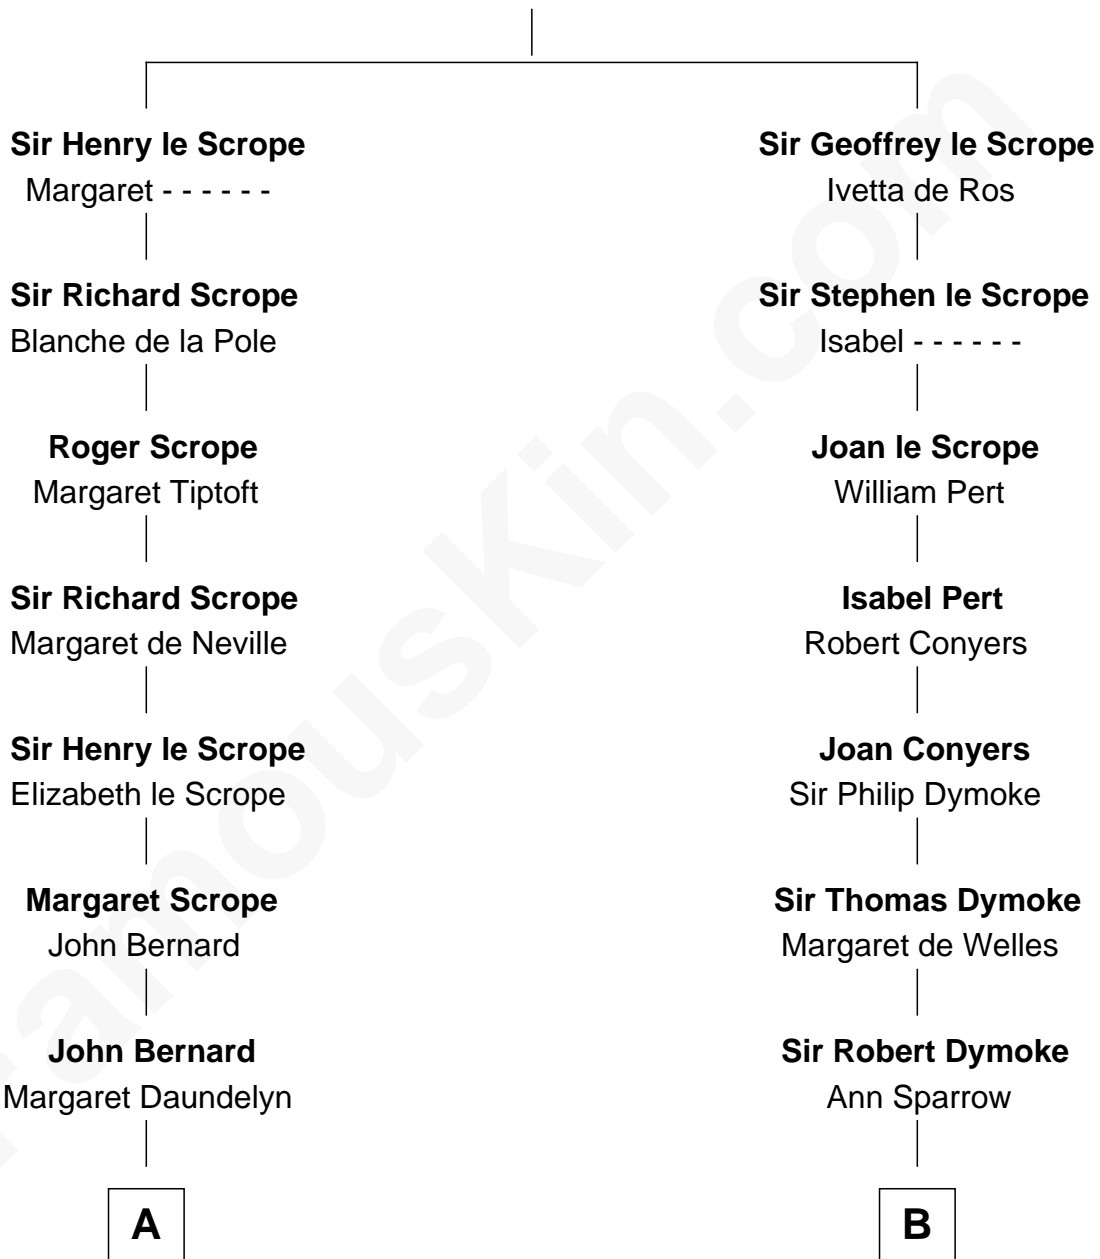 Sir Henry le Scrope
Margaret - - - - - -
Sir Richard Scrope
Blanche de la Pole
Roger Scrope
Margaret Tiptoft
Sir Richard Scrope
Margaret de Neville
Sir Henry le Scrope
Elizabeth le Scrope
Margaret Scrope
John Bernard
John Bernard
Margaret Daundelyn
A
Sir Geoffrey le Scrope
Ivetta de Ros
Sir Stephen le Scrope
Isabel - - - - - -
Joan le Scrope
William Pert
Isabel Pert
Robert Conyers
Joan Conyers
Sir Philip Dymoke
Sir Thomas Dymoke
Margaret de Welles
Sir Robert Dymoke
Ann Sparrow
B
FamousKin.com